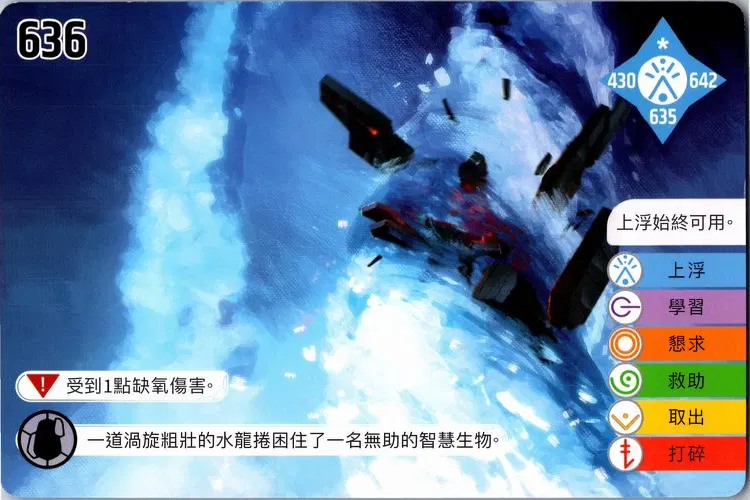 636
*
430
642
635
上浮始終可用。
上浮
學習
懇求
救助
取出
打碎
受到1點缺氧傷害。
一道渦旋粗壯的水龍捲困住了一名無助的智慧生物。